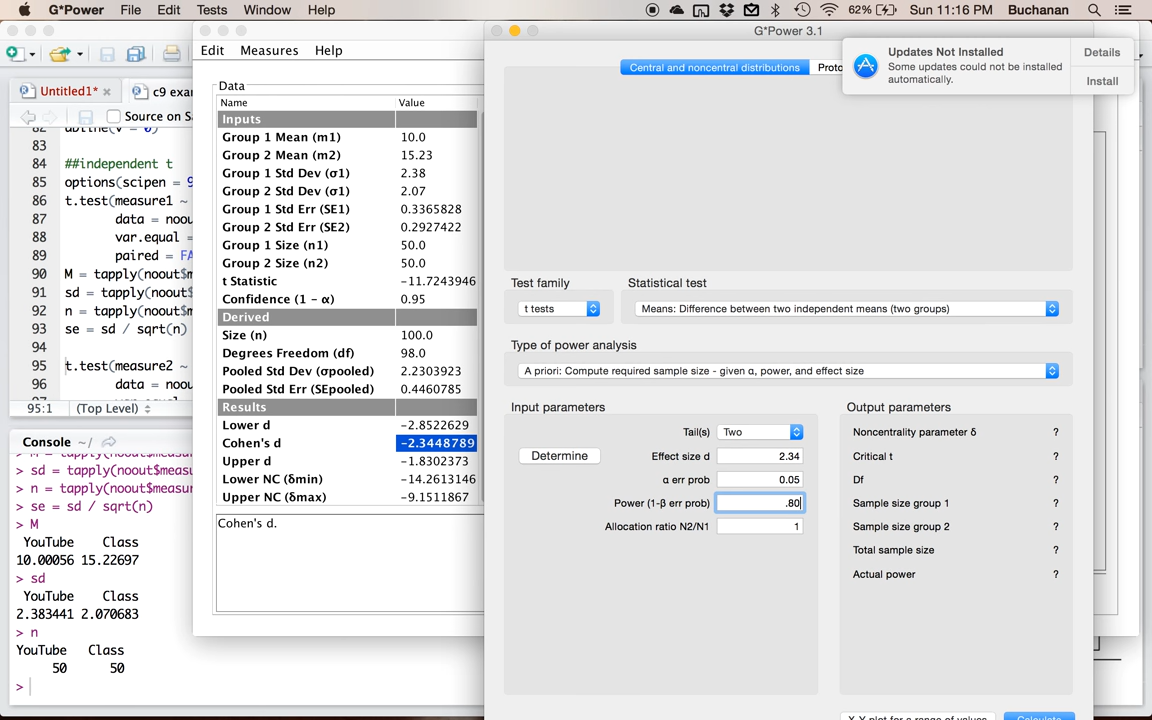 G*Power File Edit Tests Window Help 62% Sun 11:16 PM Buchanan
G*Power 3.1
Updates Not Installed
Some updates could not be installed
automatically.
Details
Install
Central and noncentral distributions
Edit Measures Help
Untitled1*
Source on
82
83
84 ##independent t
85 options(scipen =
86 t.test(measure1 ~
87 data =
88 var.equal =
89 paired =
90 M = tapply(
91 sd = tapply(
92 n = tapply(
93 se = sd / sqrt(n)
94
95 t.test(measure2 ~
96 data =
95:1 (Top Level)
Console ~/
> se = sd / sqrt(n)
> M
YouTube Class
10.00056 15.22697
> sd
YouTube Class
2.383441 2.070683
> n
YouTube Class
50 50
>
Data
Name Value
Inputs
Group 1 Mean (m1) 10.0
Group 2 Mean (m2) 15.23
Group 1 Std Dev (σ1) 2.38
Group 2 Std Dev (σ1) 2.07
Group 1 Std Err (SE1) 0.3365828
Group 2 Std Err (SE2) 0.2927422
Group 1 Size (n1) 50.0
Group 2 Size (n2) 50.0
t Statistic -11.7243946
Confidence (1 - α) 0.95
Derived
Size (n) 100.0
Degrees Freedom (df) 98.0
Pooled Std Dev (σpooled) 2.2303923
Pooled Std Err (SEpooled) 0.4460785
Results
Lower d -2.8522629
Cohen's d -2.3448789
Upper d -1.8302373
Lower NC (δmin) -14.2613146
Upper NC (δmax) -9.1511867
Cohen's d.
Test family
t tests
Statistical test
Means: Difference between two independent means (two groups)
Type of power analysis
A priori: Compute required sample size - given α, power, and effect size
Input parameters
Tail(s) Two
Determine
Effect size d 2.34
α err prob 0.05
Power (1-β err prob) .80
Allocation ratio N2/N1 1
Output parameters
Noncentrality parameter δ ?
Critical t ?
Df ?
Sample size group 1 ?
Sample size group 2 ?
Total sample size ?
Actual power ?
X-Y plot for a range of values
Calculate